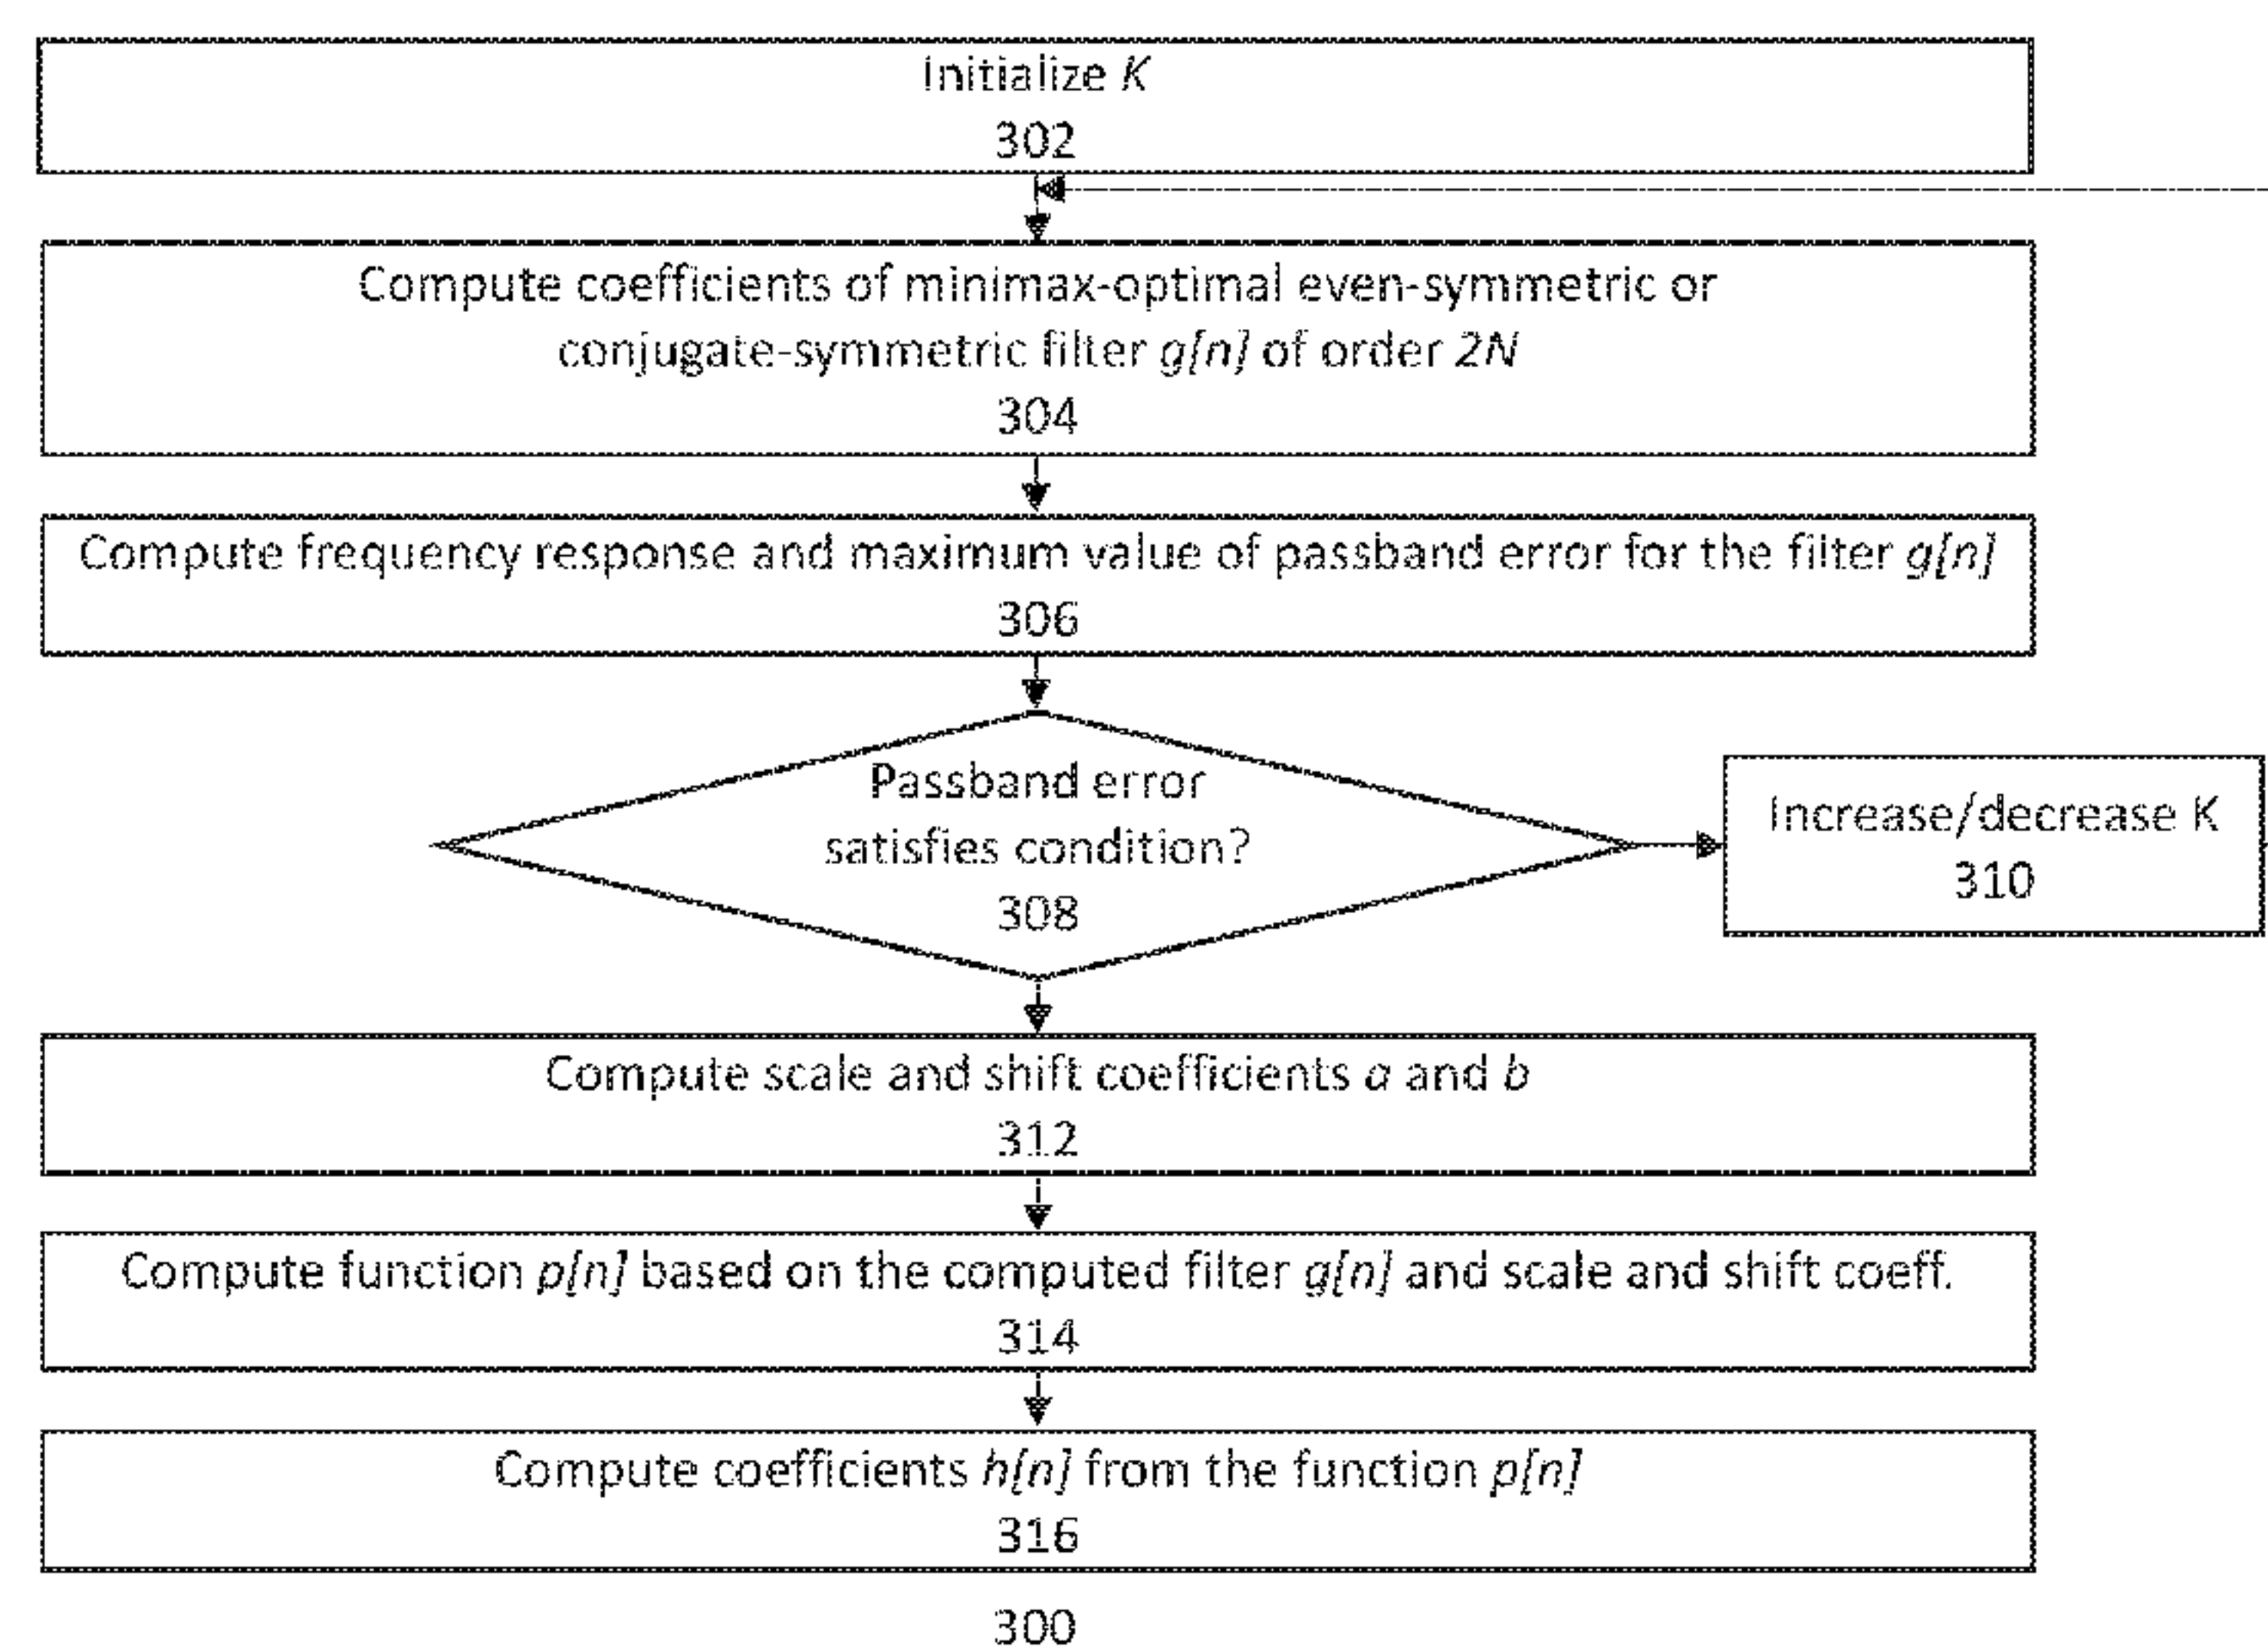 Initialize K
302
Compute coefficients of minimax-optimal even-symmetric or
conjugate-symmetric filter g[n] of order 2N
304
Compute frequency response and maximum value of passband error for the filter g[n]
306
Passband error
satisfies condition?
308
Increase/decrease K
310
Compute scale and shift coefficients a and b
312
Compute function p[n] based on the computed filter g[n] and scale and shift coeff.
314
Compute coefficients h[n] from the function p[n]
316
300